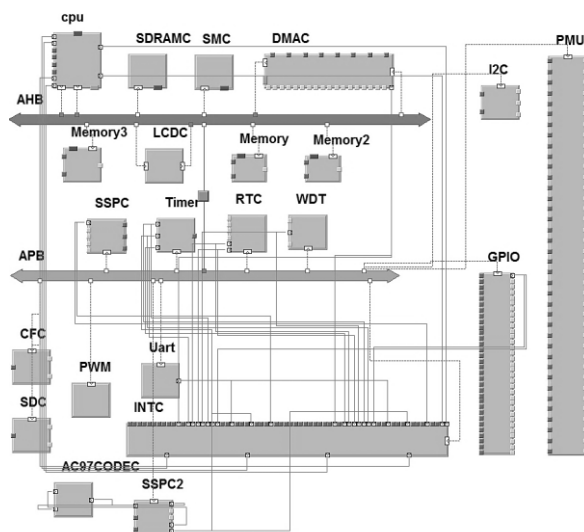 cpu
SDRAMC
SMC
DMAC
PMU
I2C
AHB
Memory3
LCDC
Memory
Memory2
SSPC
Timer
RTC
WDT
APB
GPIO
CFC
PWM
Uart
SDC
INTC
AC97CODEC
SSPC2